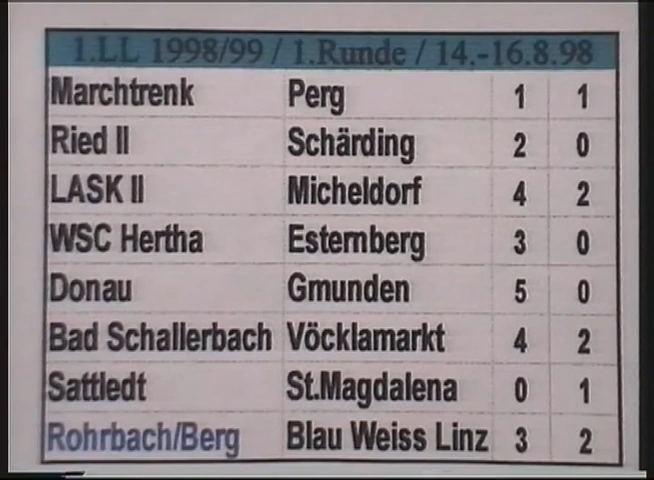 1.LL 1998/99 / 1.Runde / 14.-16.8.98
Marchtrenk Perg 1 1
Ried II Schärding 2 0
LASK II Micheldorf 4 2
WSC Hertha Esternberg 3 0
Donau Gmunden 5 0
Bad Schallerbach Vöcklamarkt 4 2
Sattledt St.Magdalena 0 1
Rohrbach/Berg Blau Weiss Linz 3 2